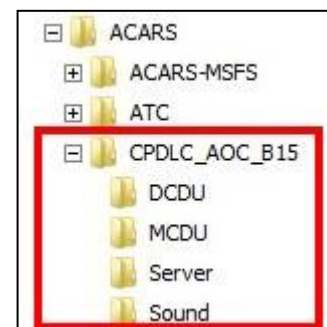 ACARS
ACARS-MSFS
ATC
CPDLC_AOC_B15
DCDU
MCDU
Server
Sound